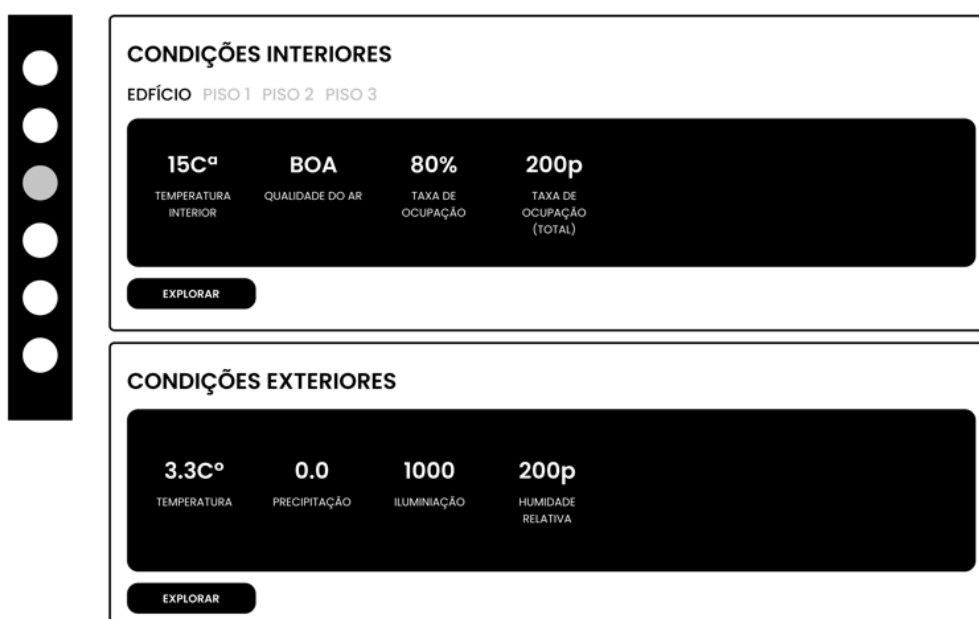 CONDIÇÕES INTERIORES
EDFÍCIO PISO 1 PISO 2 PISO 3
15Cª BOA 80% 200p
TEMPERATURA INTERIOR QUALIDADE DO AR TAXA DE OCUPAÇÃO TAXA DE OCUPAÇÃO (TOTAL)
EXPLORAR
CONDIÇÕES EXTERIORES
3.3Cº 0.0 1000 200p
TEMPERATURA PRECIPITAÇÃO ILUMINIAÇÃO HUMIDADE RELATIVA
EXPLORAR